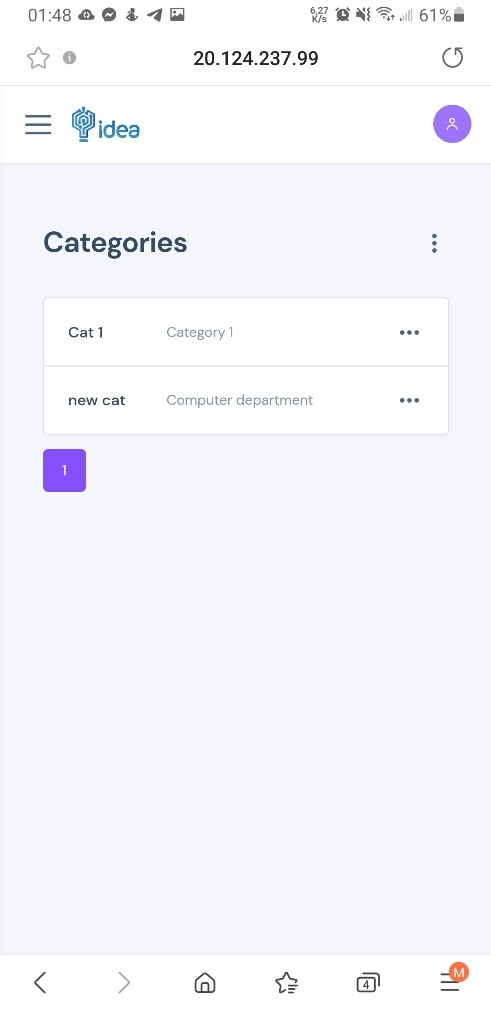 01:48 6,27 K/s 61%
20.124.237.99
idea
Categories
Cat 1 Category 1
new cat Computer department
1
4 M